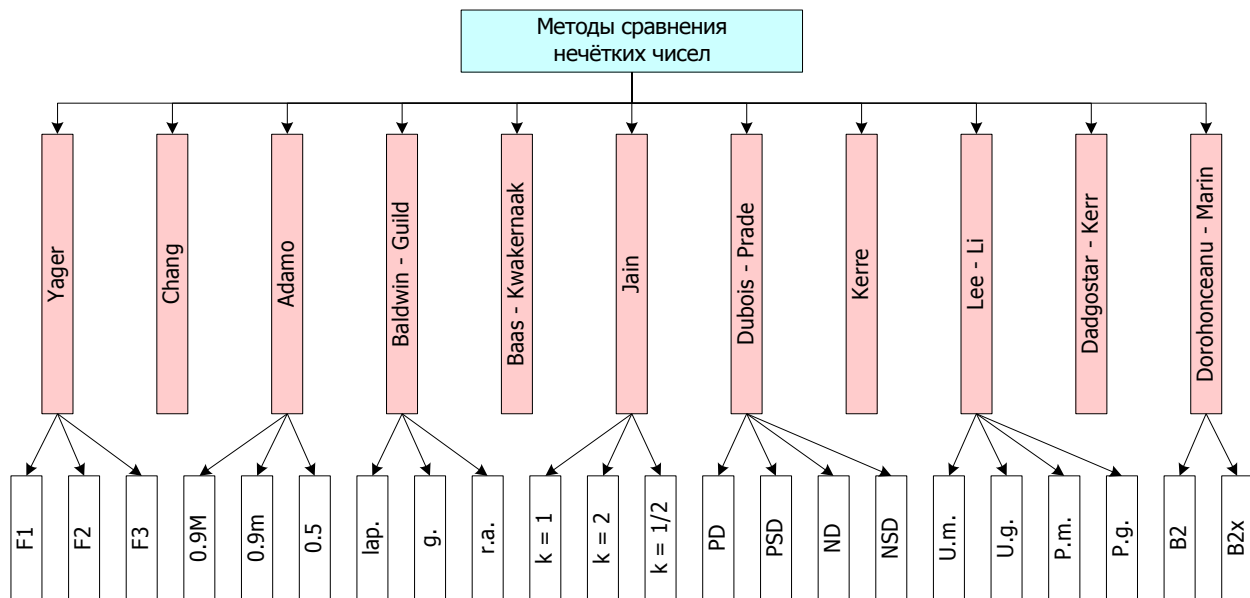 Методы сравнения
нечётких чисел
Yager
Chang
Adamo
Baldwin - Guild
Baas - Kwakernaak
Jain
Dubois - Prade
Kerre
Lee - Li
Dadgostar - Kerr
Dorohonceanu - Marin
F1
F2
F3
0.9M
0.9m
0.5
lap.
g.
r.a.
k = 1
k = 2
k = 1/2
PD
PSD
ND
NSD
U.m.
U.g.
P.m.
P.g.
B2
B2x